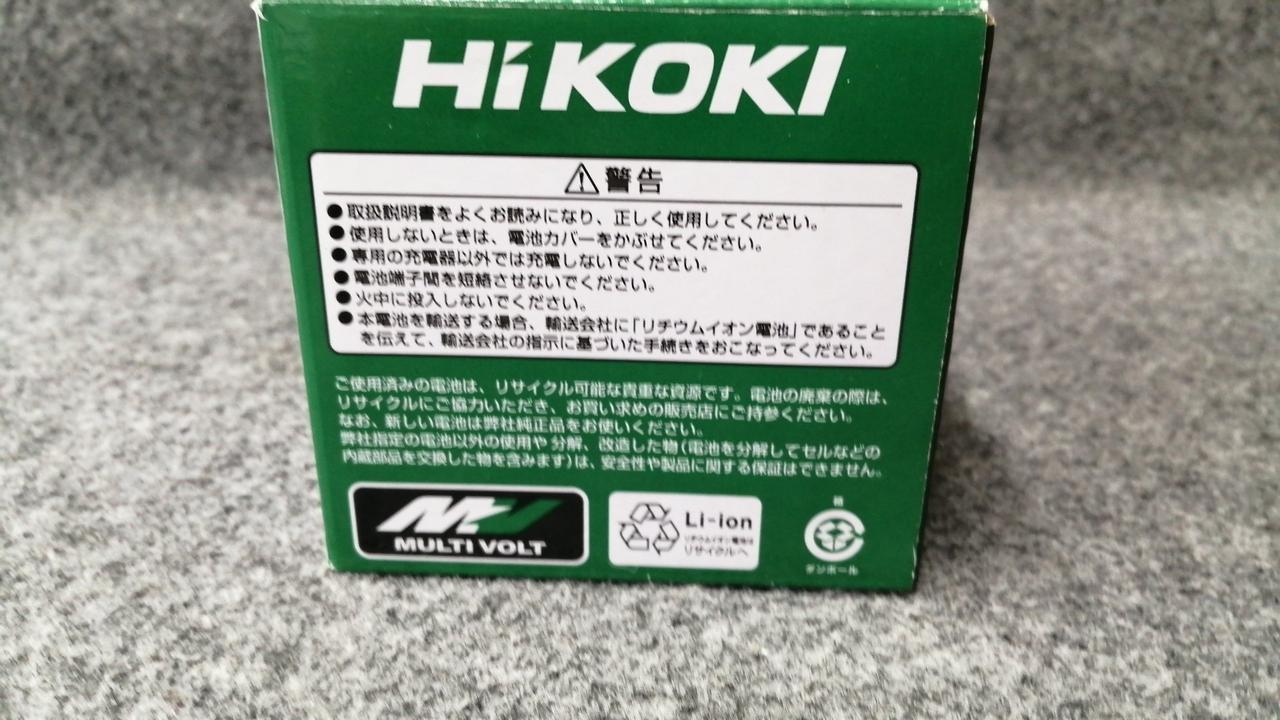 HiKOKI
⚠警告
●取扱説明書をよくお読みになり、正しく使用してください。
●使用しないときは、電池カバーをかぶせてください。
●専用の充電器以外では充電しないでください。
●電池端子間を短絡させないでください。
●火中に投入しないでください。
●本電池を輸送する場合、輸送会社に「リチウムイオン電池」であること
を伝えて、輸送会社の指示に基づいた手続きをおこなってください。
ご使用済みの電池は、リサイクル可能な貴重な資源です。電池の廃棄の際は、
リサイクルにご協力いただき、お買い求めの販売店にご持参ください。
なお、新しい電池は弊社純正品をお使いください。
弊社指定の電池以外の使用や分解、改造した物(電池を分解してセルなどの
内蔵部品を交換した物を含みます)は、安全性や製品に関する保証はできません。
MV
MULTI VOLT
Li-ion
リチウムイオン電池は
リサイクルへ
箱
ダンボール